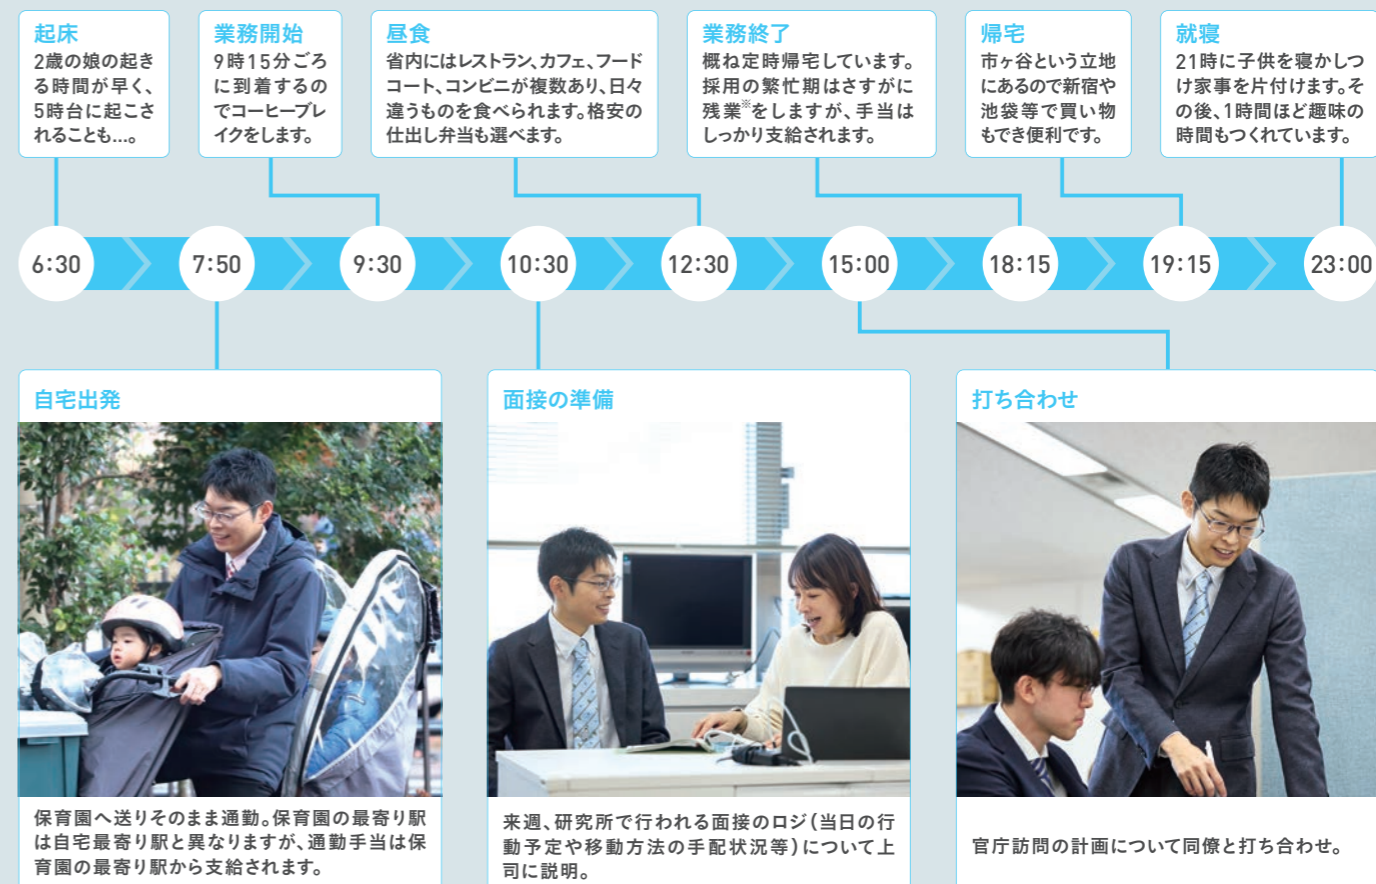 起床
2歳の娘の起き
る時間が早く、
5時台に起こさ
れることも…。
業務開始
9時15分ごろ
に到着するの
でコーヒーブレ
イクをします。
昼食
省内にはレストラン、カフェ、フード
コート、コンビニが複数あり、日々
違うものを食べられます。格安の
仕出し弁当も選べます。
業務終了
概ね定時帰宅しています。
採用の繁忙期はさすがに
残業※をしますが、手当は
しっかり支給されます。
帰宅
市ヶ谷という立地
にあるので新宿や
池袋等で買い物
もでき便利です。
就寝
21時に子供を寝かしつ
け家事を片付けます。そ
の後、1時間ほど趣味の
時間もつくれています。
6:30
7:50
9:30
10:30
12:30
15:00
18:15
19:15
23:00
自宅出発
保育園へ送りそのまま通勤。保育園の最寄り駅
は自宅最寄り駅と異なりますが、通勤手当は保
育園の最寄り駅から支給されます。
面接の準備
来週、研究所で行われる面接のロジ(当日の行
動予定や移動方法の手配状況等)について上
司に説明。
打ち合わせ
官庁訪問の計画について同僚と打ち合わせ。